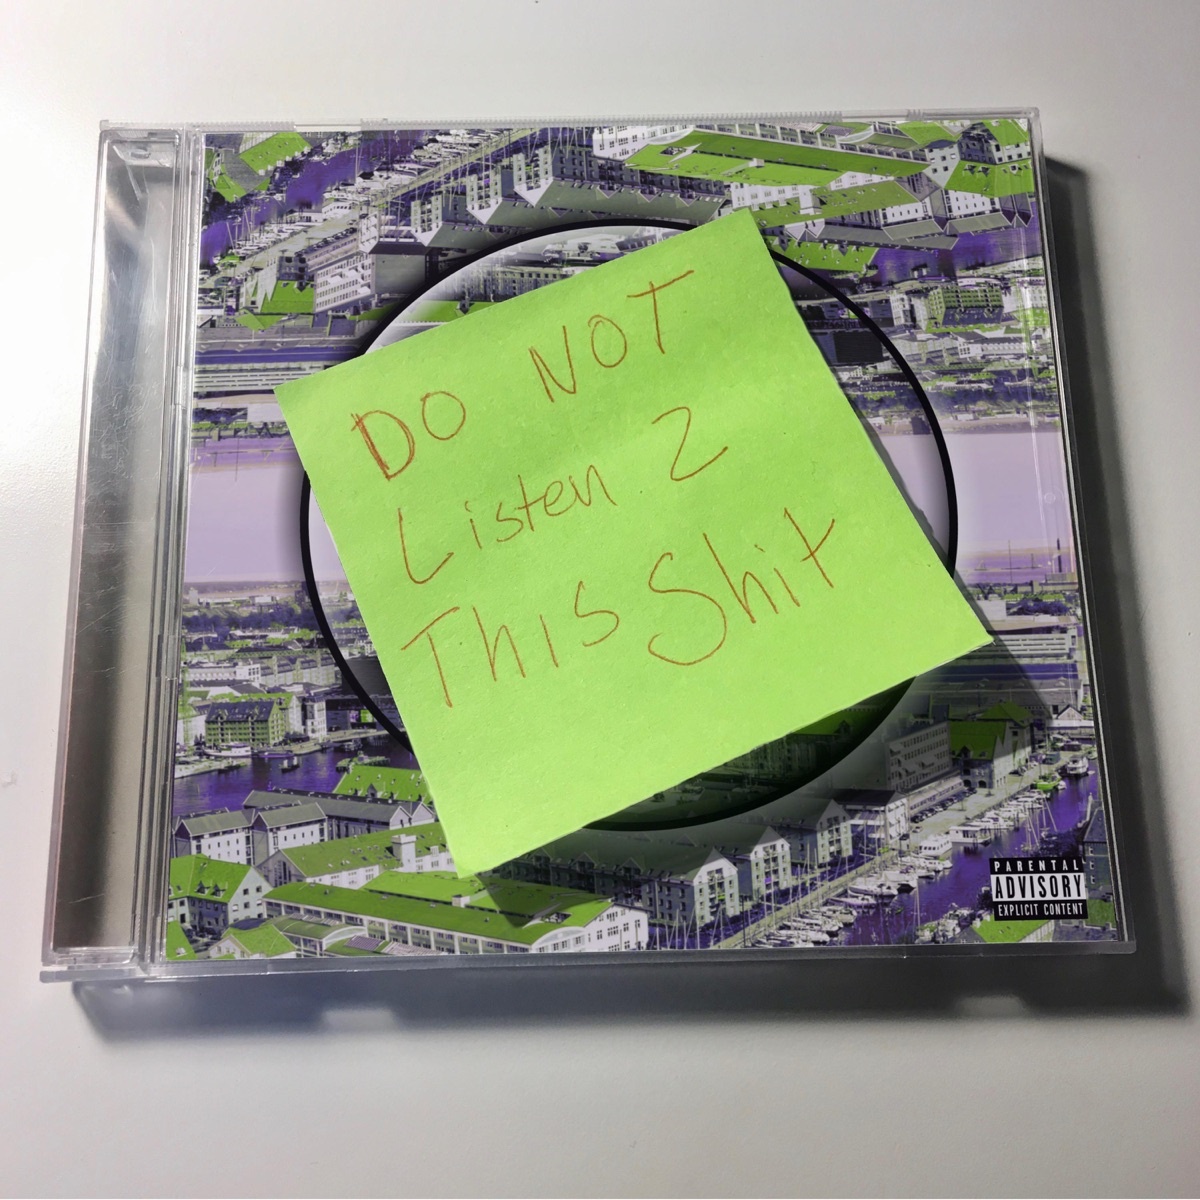 DO NOT
Listen 2
This Shit
PARENTAL
ADVISORY
EXPLICIT CONTENT